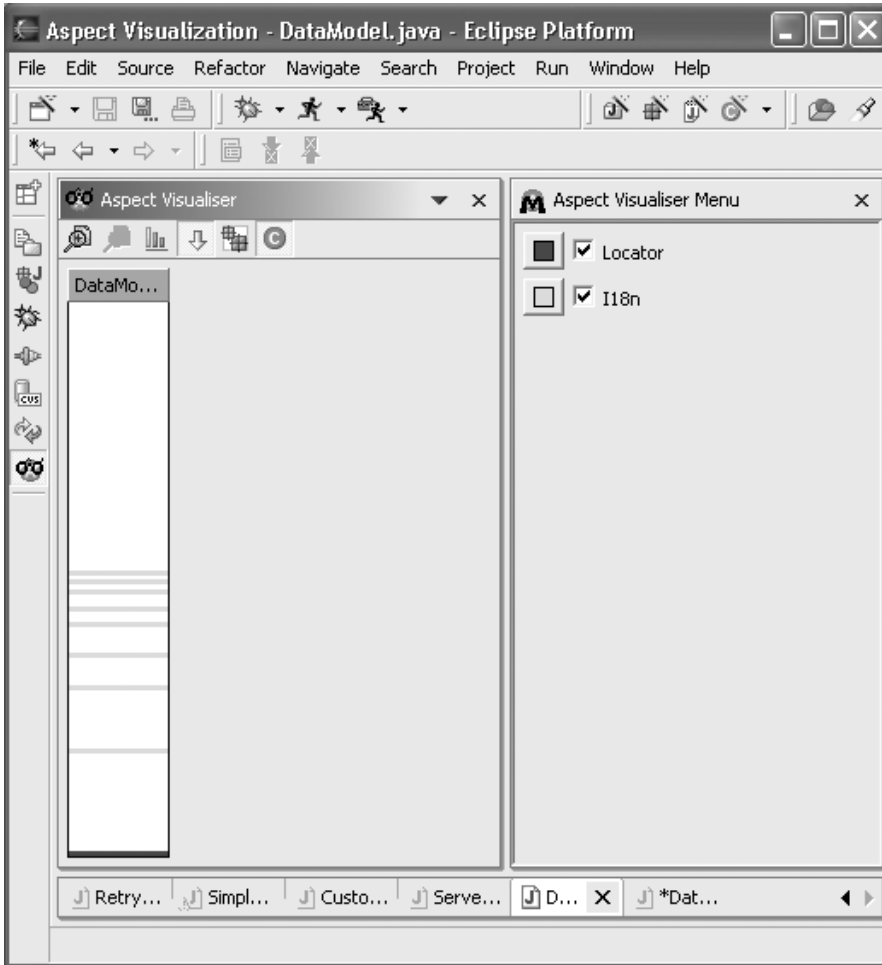 Aspect Visualization - DataModel.java - Eclipse Platform
File Edit Source Refactor Navigate Search Project Run Window Help
Aspect Visualiser
Aspect Visualiser Menu
DataMo...
Locator
I18n
CVS
Retry...
Simpl...
Custo...
Serve...
D...
*Dat...